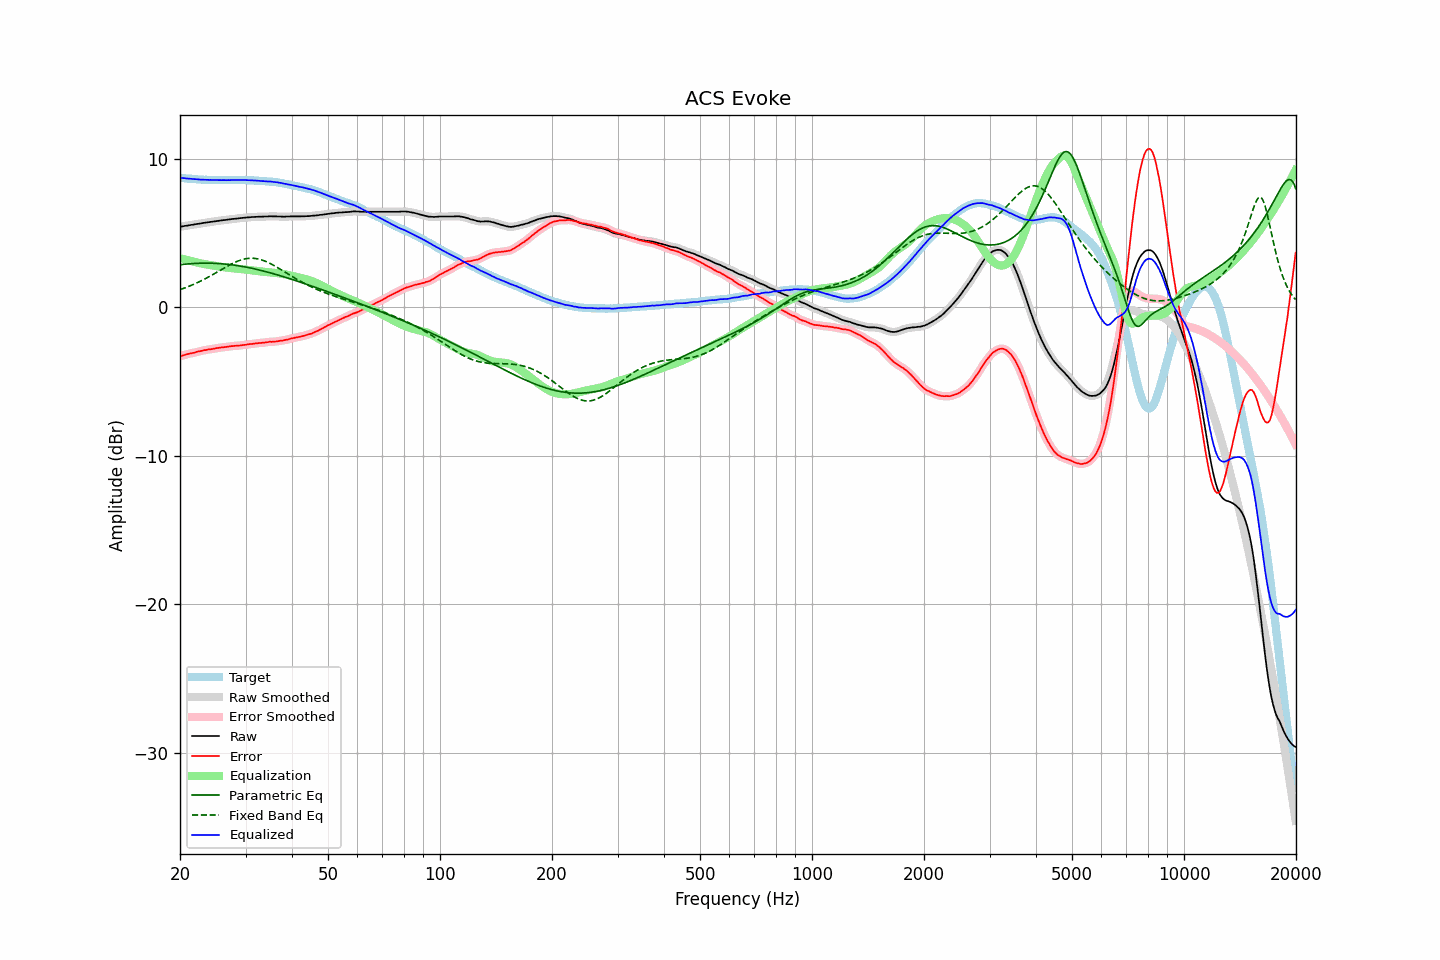 ACS Evoke
10
0
−10
−20
−30
Amplitude (dBr)
Target
Raw Smoothed
Error Smoothed
Raw
Error
Equalization
Parametric Eq
Fixed Band Eq
Equalized
20 50 100 200 500 1000 2000 5000 10000 20000
Frequency (Hz)